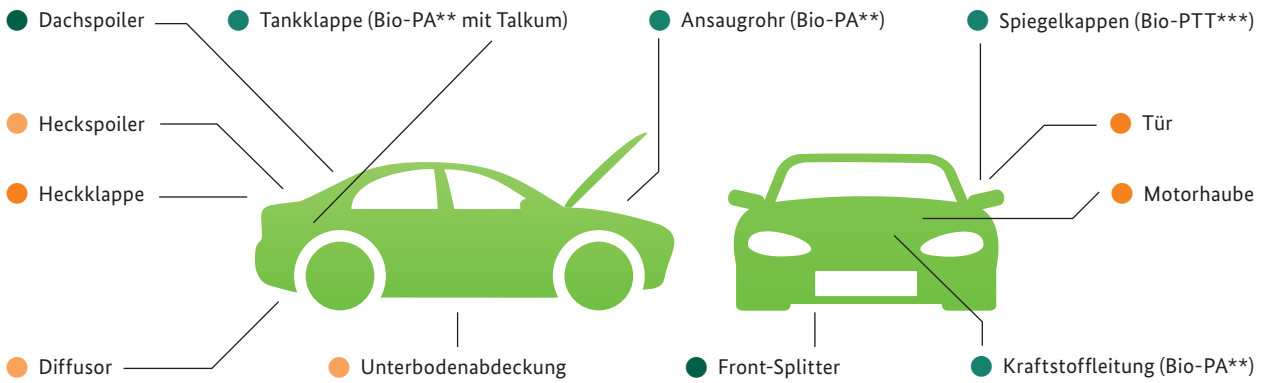 Dachspoiler
Tankklappe (Bio-PA** mit Talkum)
Ansaugrohr (Bio-PA**)
Spiegelkappen (Bio-PTT***)
Heckspoiler
Tür
Heckklappe
Motorhaube
Diffusor
Unterbodenabdeckung
Front-Splitter
Kraftstoffleitung (Bio-PA**)